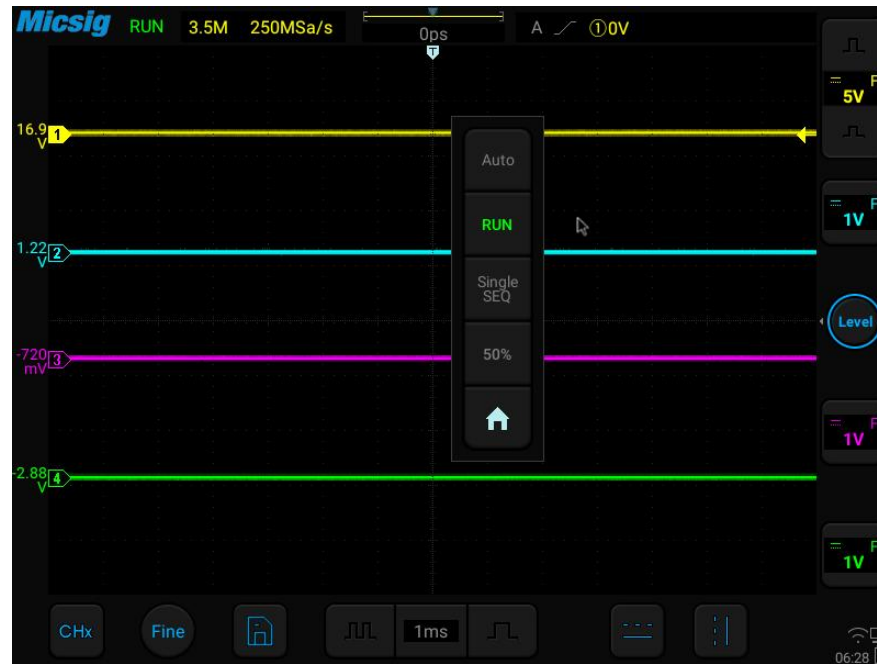 Micsig RUN 3.5M 250MSa/s 0ps A ①0V
T
5V
16.9
V
1
Auto
RUN
1V
1.22
V
2
Single
SEQ
Level
-720
mV
3
50%
1V
-2.88
V
4
1V
CHx Fine 1ms
06:28